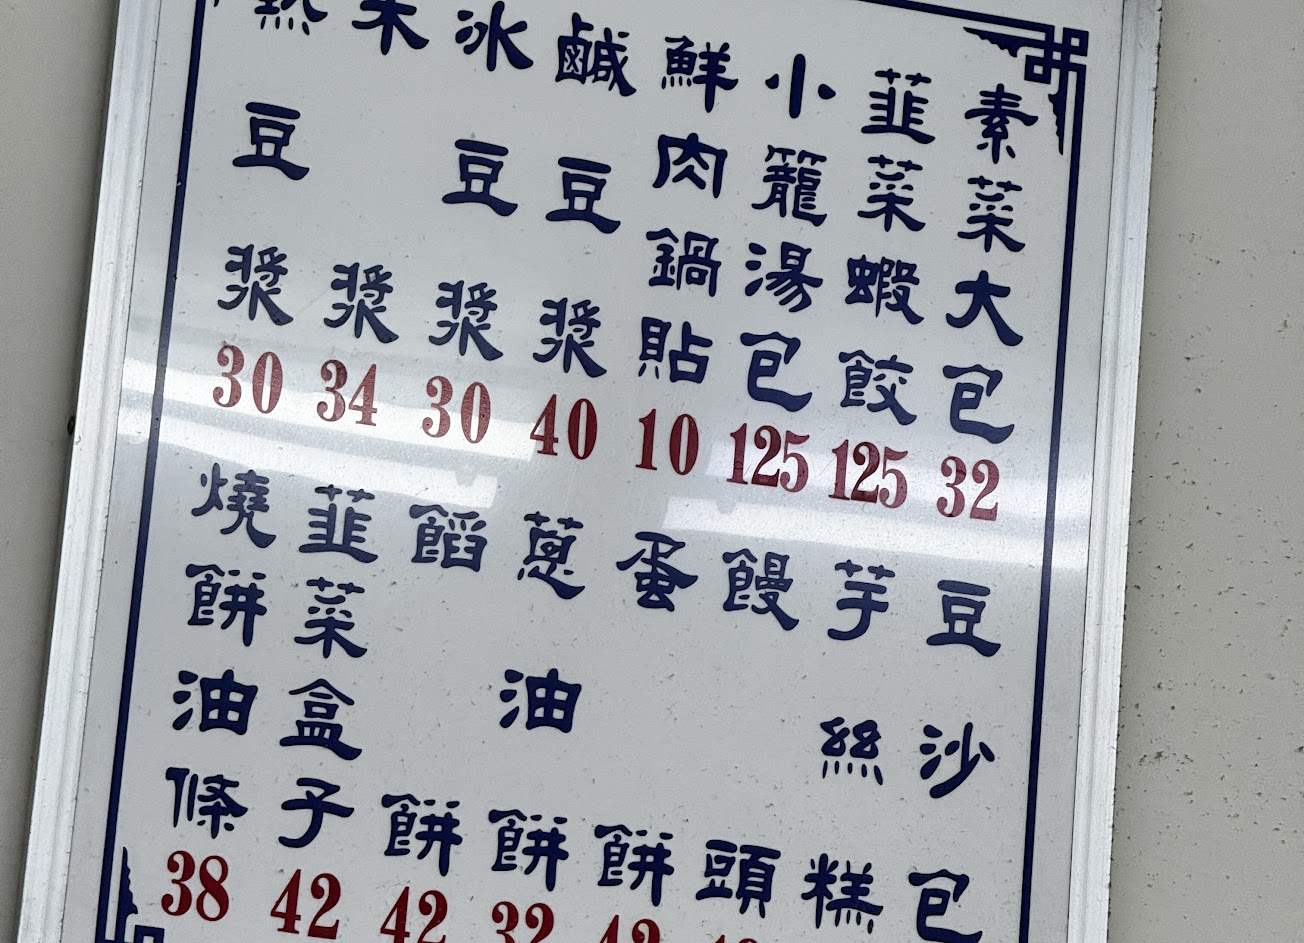 素菜大包 32
韮菜蝦餃 125
小籠湯包 125
鮮肉鍋貼 10
鹹豆漿 40
冰豆漿 30
米漿 34
熱豆漿 30
豆沙包
芋絲糕
饅頭
蛋餅
蔥油餅 32
餡餅 42
韮菜盒子 42
燒餅油條 38